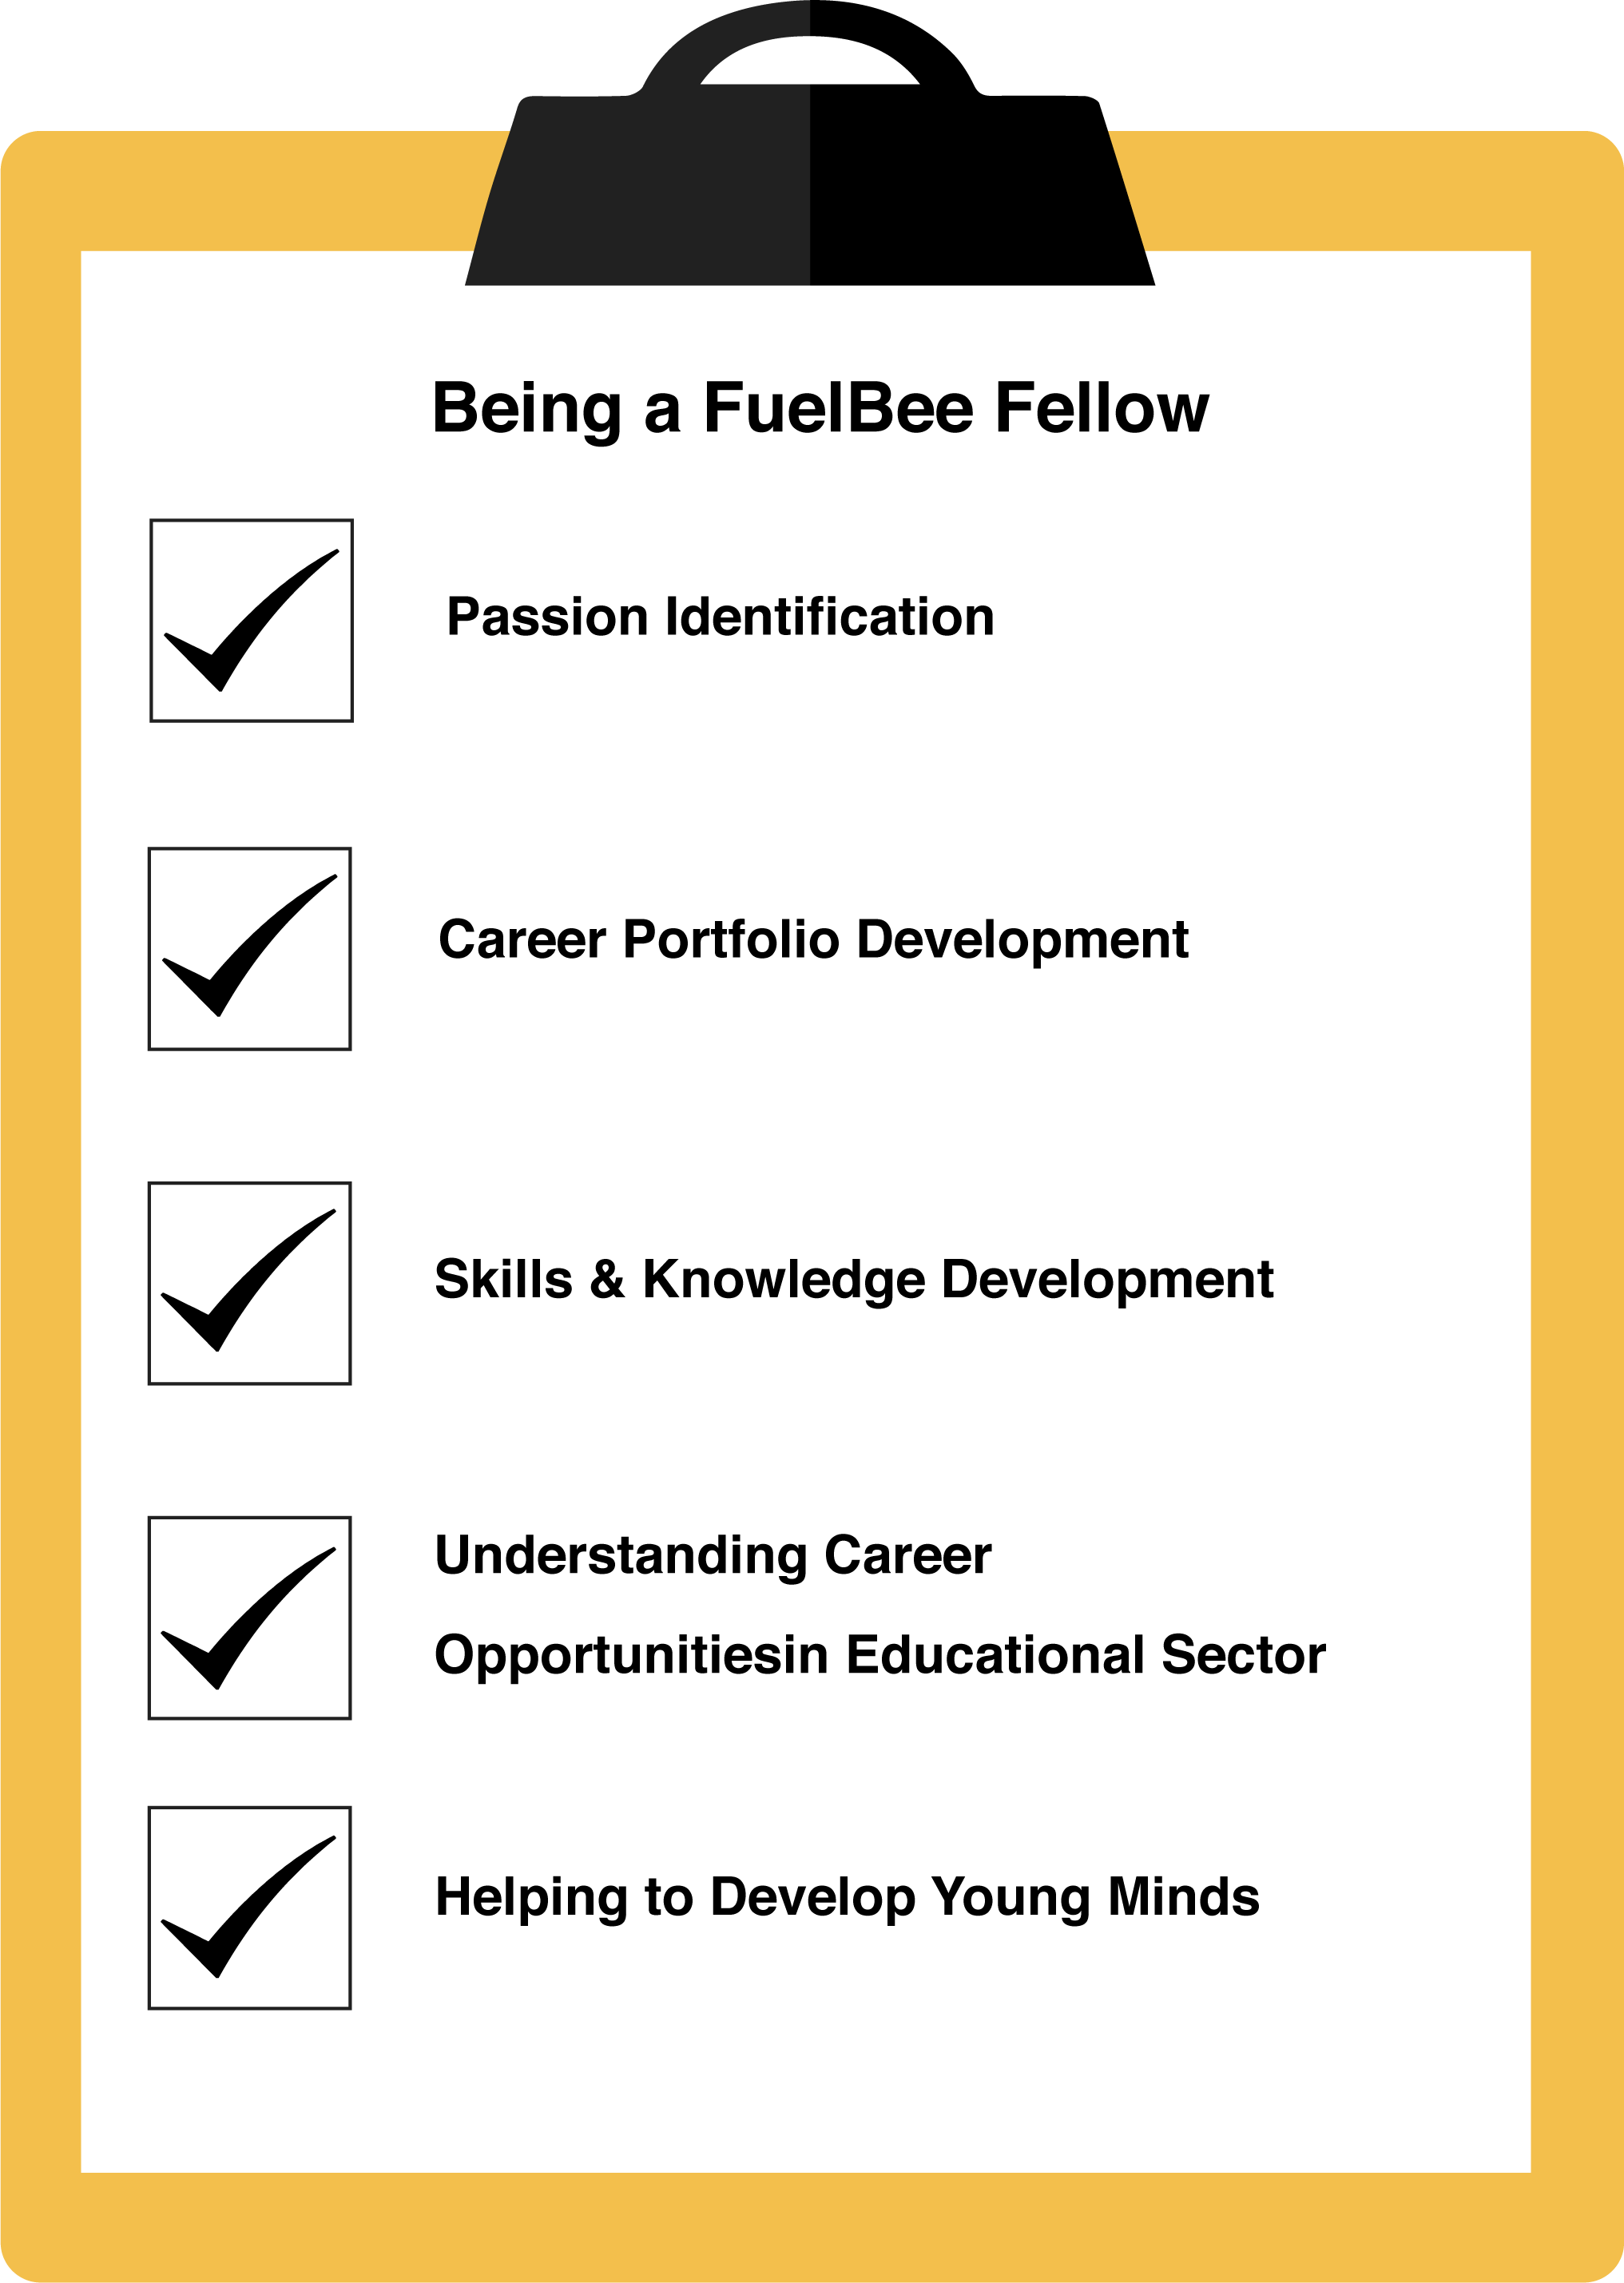 Being a FuelBee Fellow
Passion Identification
Career Portfolio Development
Skills & Knowledge Development
Understanding Career
Opportunitiesin Educational Sector
Helping to Develop Young Minds